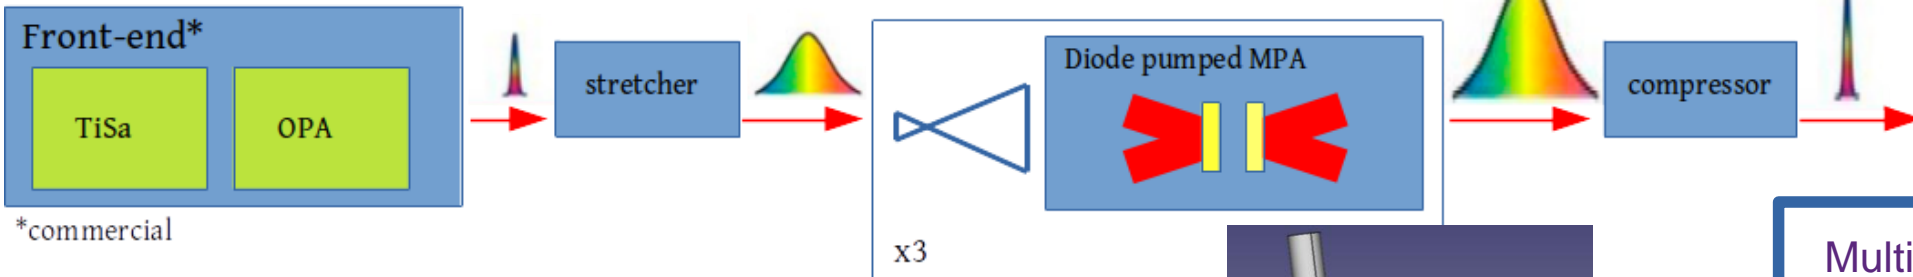 Front-end*
TiSa
OPA
*commercial
stretcher
Diode pumped MPA
x3
compressor
Multi